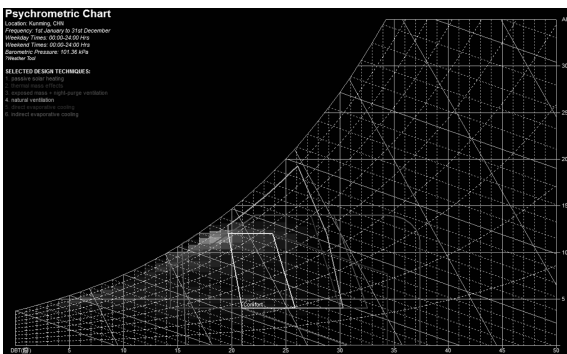 Psychrometric Chart
Location: Kunming, CHN
Frequency: 1st January to 31st December
Weekday Times: 00:00-24:00 Hrs
Weekend Times: 00:00-24:00 Hrs
Barometric Pressure: 101.36 kPa
?Weather Tool
SELECTED DESIGN TECHNIQUES:
1. passive solar heating
2. thermal mass effects
3. exposed mass + night-purge ventilation
4. natural ventilation
5. direct evaporative cooling
6. indirect evaporative cooling
30
20
15
10
Comfort
5
5 10 15 20 25 30 35 40 45 50